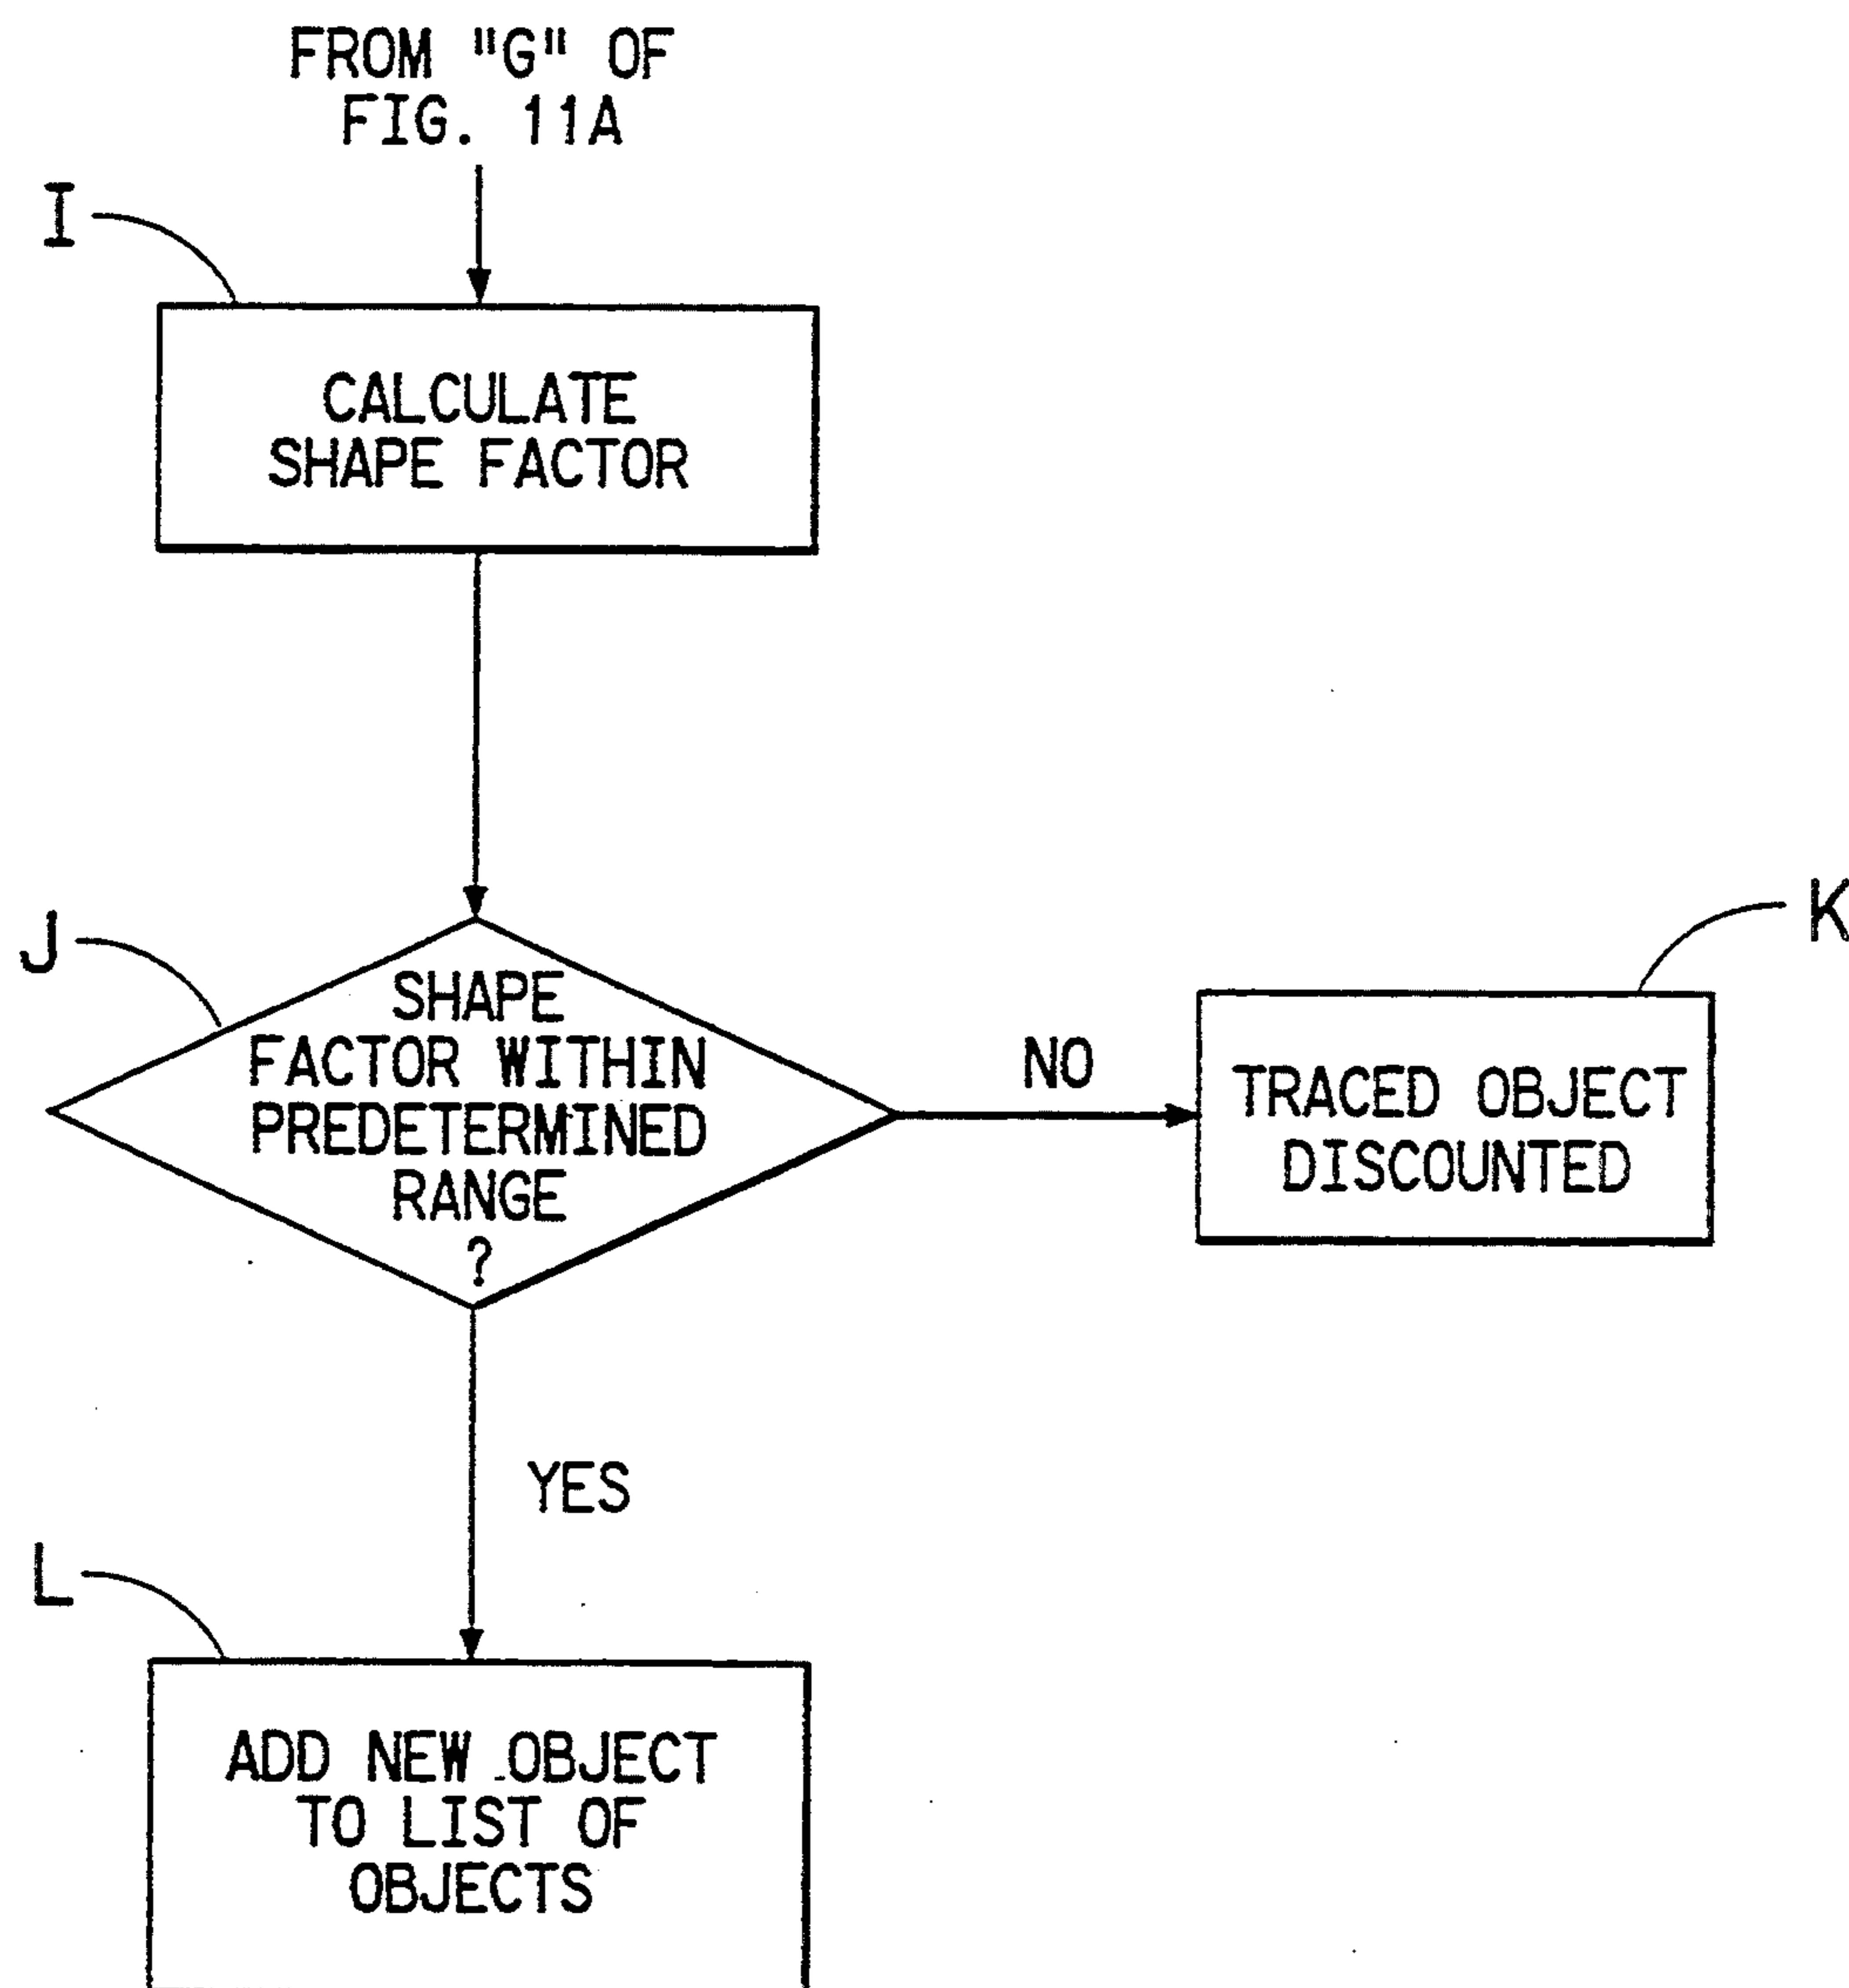 FROM "G" OF
FIG. 11A
I
CALCULATE
SHAPE FACTOR
J
SHAPE
FACTOR WITHIN
PREDETERMINED
RANGE
?
NO
K
TRACED OBJECT
DISCOUNTED
YES
L
ADD NEW OBJECT
TO LIST OF
OBJECTS